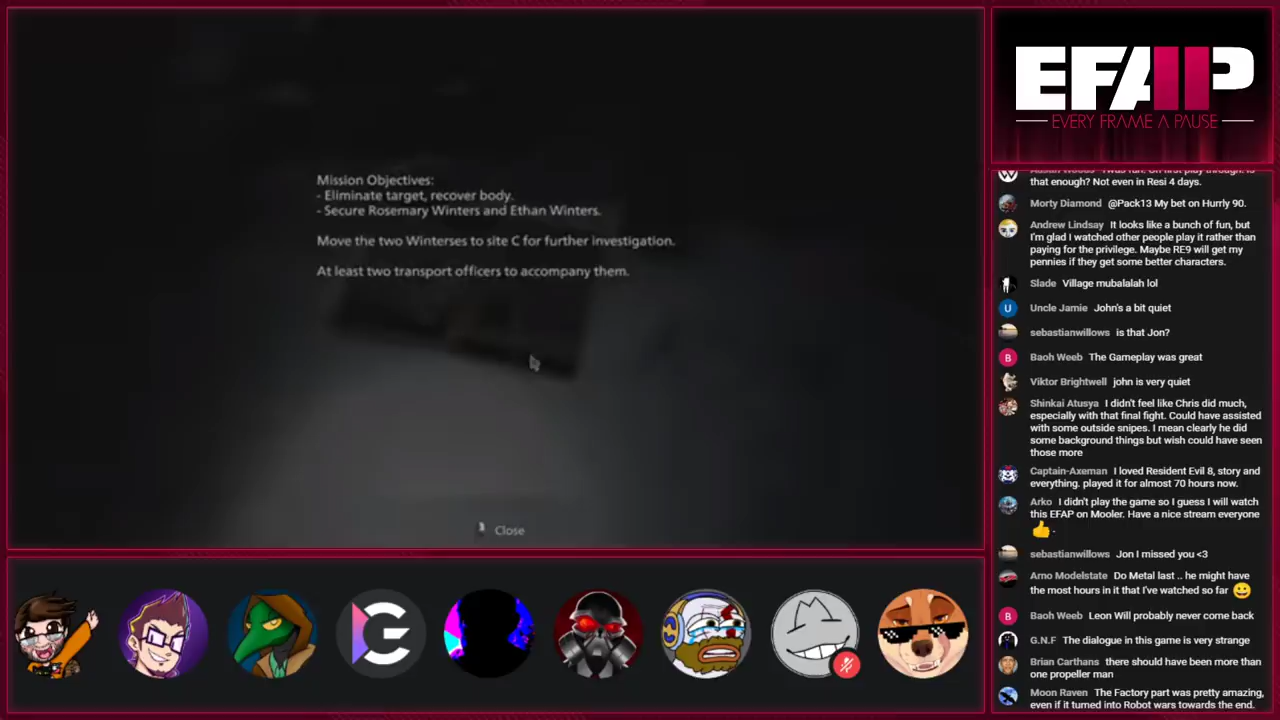 Mission Objectives:
- Eliminate target, recover body.
- Secure Rosemary Winters and Ethan Winters.
Move the two Winterses to site C for further investigation.
At least two transport officers to accompany them.
Close
EFAP
EVERY FRAME A PAUSE
that enough? Not even in Resi 4 days.
Morty Diamond @Pack13 My bet on Hurrly 90.
Andrew Lindsay It looks like a bunch of fun, but
I'm glad I watched other people play it rather than
paying for the privilege. Maybe RE9 will get my
pennies if they get some better characters.
Slade Village mubalalah lol
U
Uncle Jamie John's a bit quiet
sebastianwillows is that Jon?
B
Baoh Weeb The Gameplay was great
Viktor Brightwell john is very quiet
Shinkai Atusya I didn't feel like Chris did much,
especially with that final fight. Could have assisted
with some outside snipes. I mean clearly he did
some background things but wish could have seen
those more
Captain-Axeman I loved Resident Evil 8, story and
everything. played it for almost 70 hours now.
Arko I didn't play the game so I guess I will watch
this EFAP on Mooler. Have a nice stream everyone
👍.
sebastianwillows Jon I missed you <3
Arno Modelstate Do Metal last .. he might have
the most hours in it that I've watched so far 😀
B
Baoh Weeb Leon Will probably never come back
G.N.F The dialogue in this game is very strange
Brian Carthans there should have been more than
one propeller man
Moon Raven The Factory part was pretty amazing,
even if it turned into Robot wars towards the end.